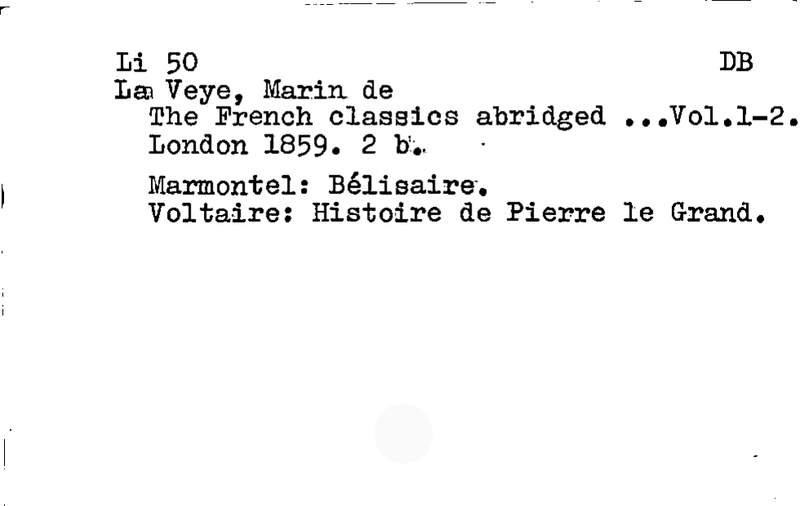 Li 50 DB
La Veye, Marin de
The French classics abridged ...Vol.1-2.
London 1859. 2 b.
Marmontel: Bélisaire.
Voltaire: Histoire de Pierre le Grand.